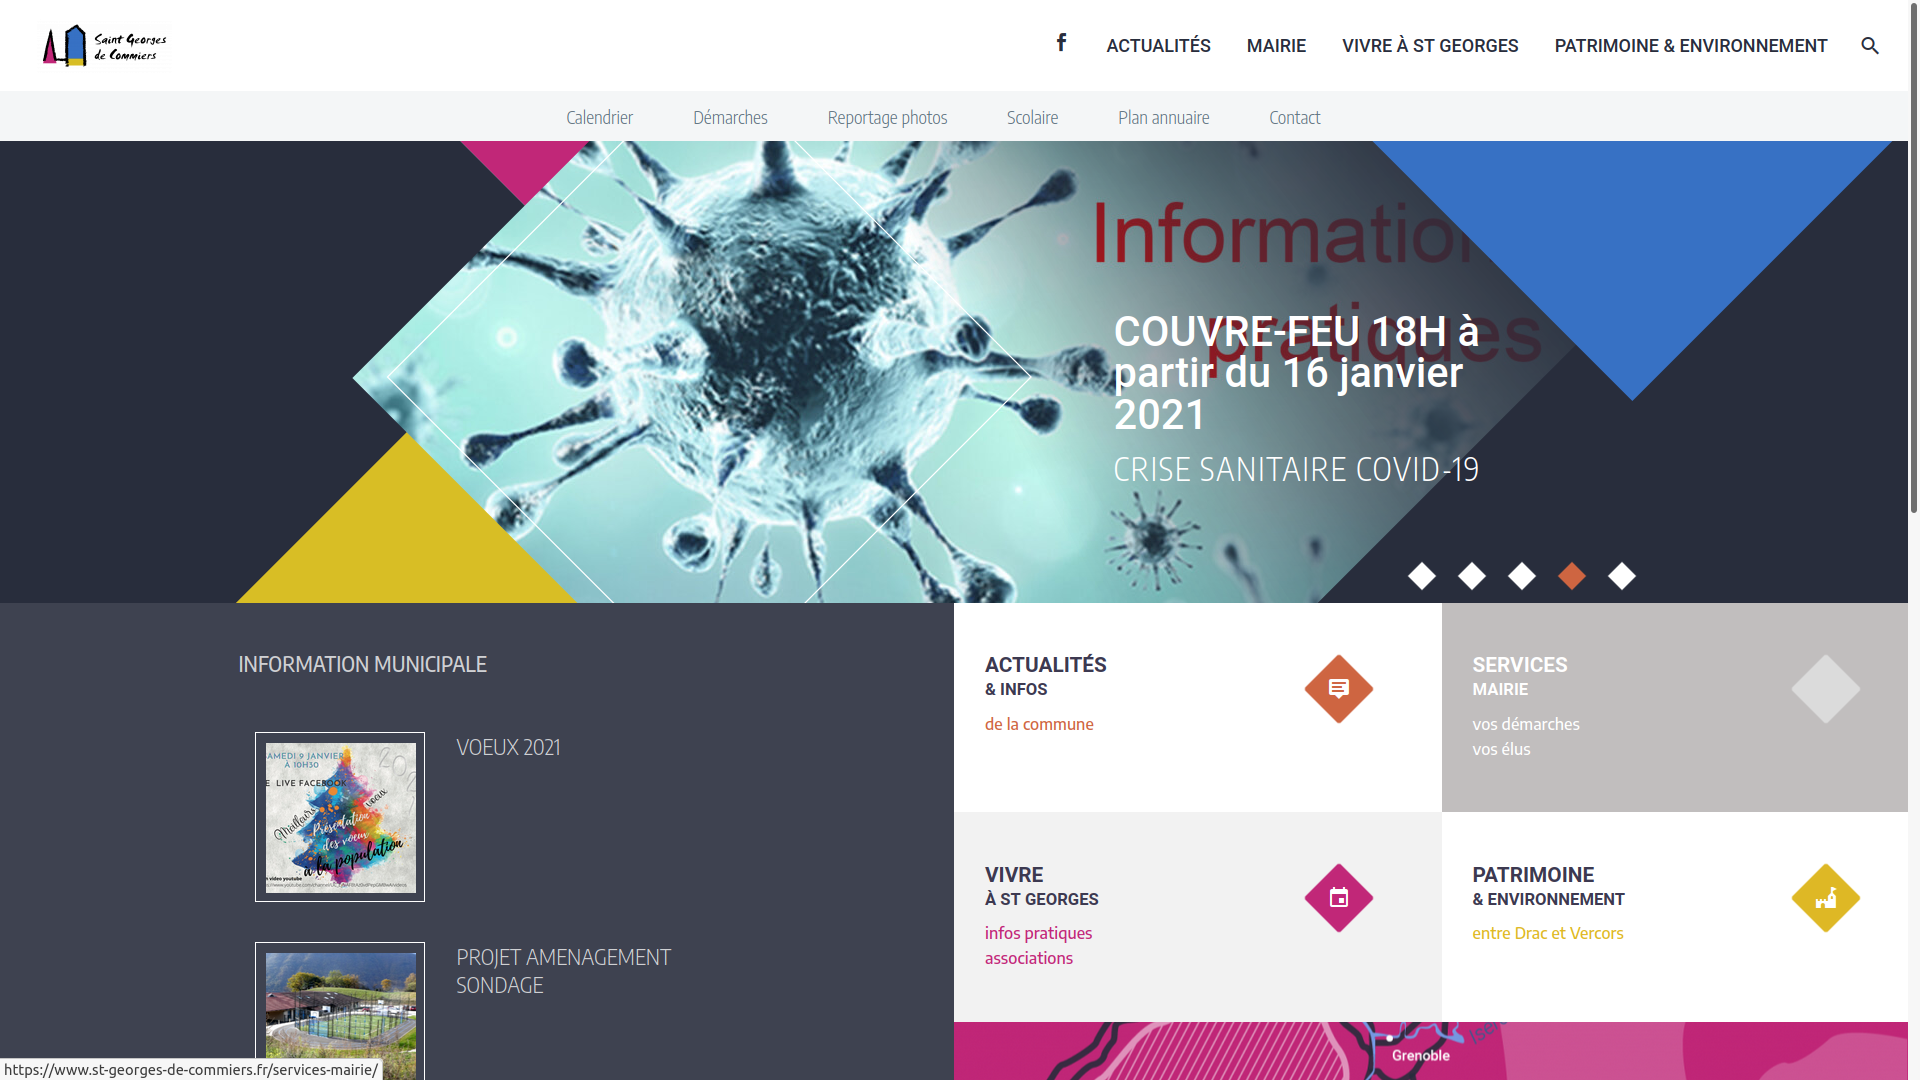 Saint Georges
de Commiers
ACTUALITÉS
MAIRIE
VIVRE À ST GEORGES
PATRIMOINE & ENVIRONNEMENT
Calendrier
Démarches
Reportage photos
Scolaire
Plan annuaire
Contact
Information
pratiques
COUVRE-FEU 18H à
partir du 16 janvier
2021
CRISE SANITAIRE COVID-19
INFORMATION MUNICIPALE
SAMEDI 9 JANVIER
À 10H30
E LIVE FACEBOOK
Meilleurs voeux
Présentation
des voeux
à la population
VOEUX 2021
PROJET AMENAGEMENT
SONDAGE
ACTUALITÉS
& INFOS
de la commune
SERVICES
MAIRIE
vos démarches
vos élus
VIVRE
À ST GEORGES
infos pratiques
associations
PATRIMOINE
& ENVIRONNEMENT
entre Drac et Vercors
Grenoble
https://www.st-georges-de-commiers.fr/services-mairie/